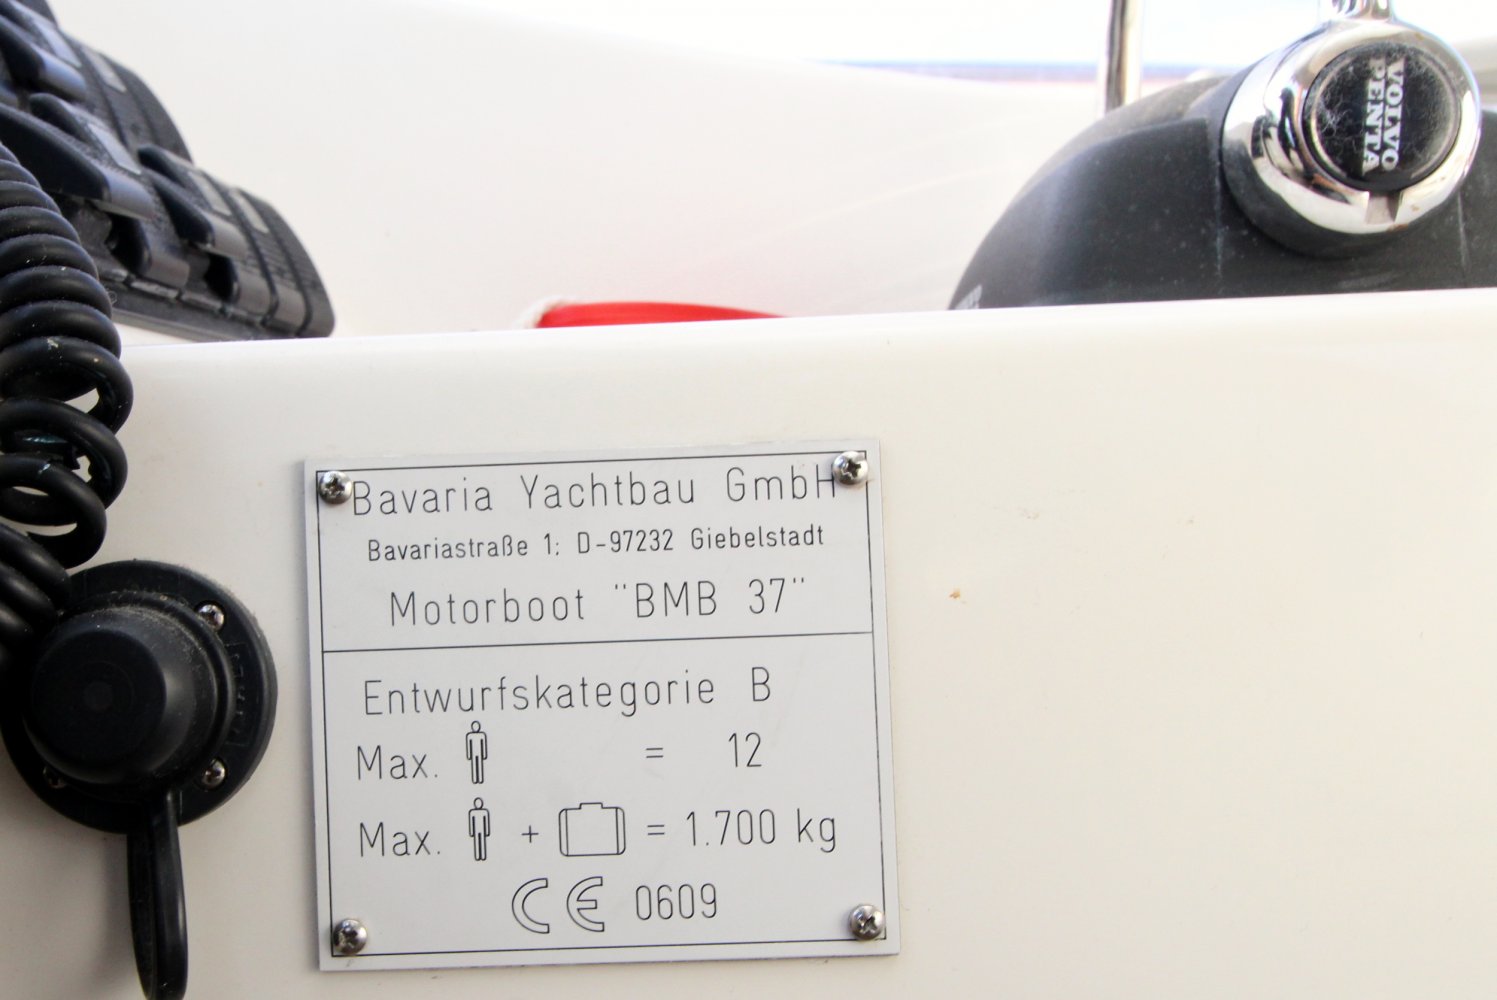 VOLVO
PENTA
Bavaria Yachtbau GmbH
Bavariastraße 1; D-97232 Giebelstadt
Motorboot "BMB 37"
Entwurfskategorie B
Max. = 12
Max. + = 1.700 kg
CE 0609